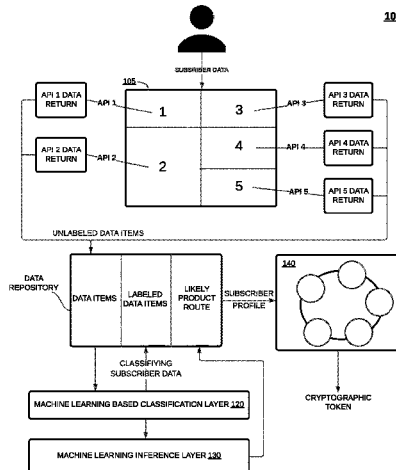 10
SUBSRIBER DATA
105
API 1 DATA
RETURN
API 1
1
3
API 3
API 3 DATA
RETURN
API 2 DATA
RETURN
API 2
2
4
API 4
API 4 DATA
RETURN
5
API 5
API 5 DATA
RETURN
UNLABELED DATA ITEMS
DATA
REPOSITORY
DATA ITEMS
LABELED
DATA ITEMS
LIKELY
PRODUCT
ROUTE
SUBSCRIBER
PROFILE
140
CLASSIFIYING
SUBSCRIBER DATA
CRYPTOGRAPHIC
TOKEN
MACHINE LEARNING BASED CLASSIFICATION LAYER 120
MACHINE LEARNING INFERENCE LAYER 130